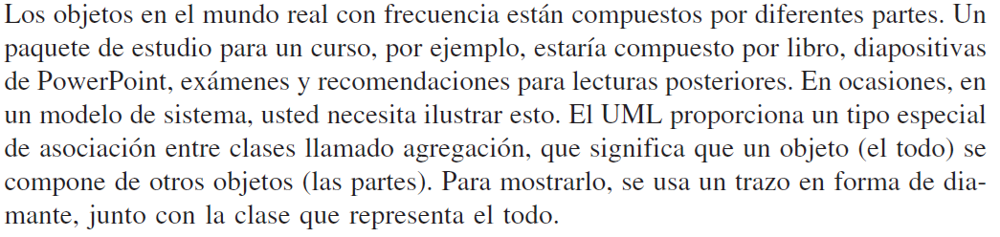 Los objetos en el mundo real con frecuencia están compuestos por diferentes partes. Un
paquete de estudio para un curso, por ejemplo, estaría compuesto por libro, diapositivas
de PowerPoint, exámenes y recomendaciones para lecturas posteriores. En ocasiones, en
un modelo de sistema, usted necesita ilustrar esto. El UML proporciona un tipo especial
de asociación entre clases llamado agregación, que significa que un objeto (el todo) se
compone de otros objetos (las partes). Para mostrarlo, se usa un trazo en forma de dia-
mante, junto con la clase que representa el todo.